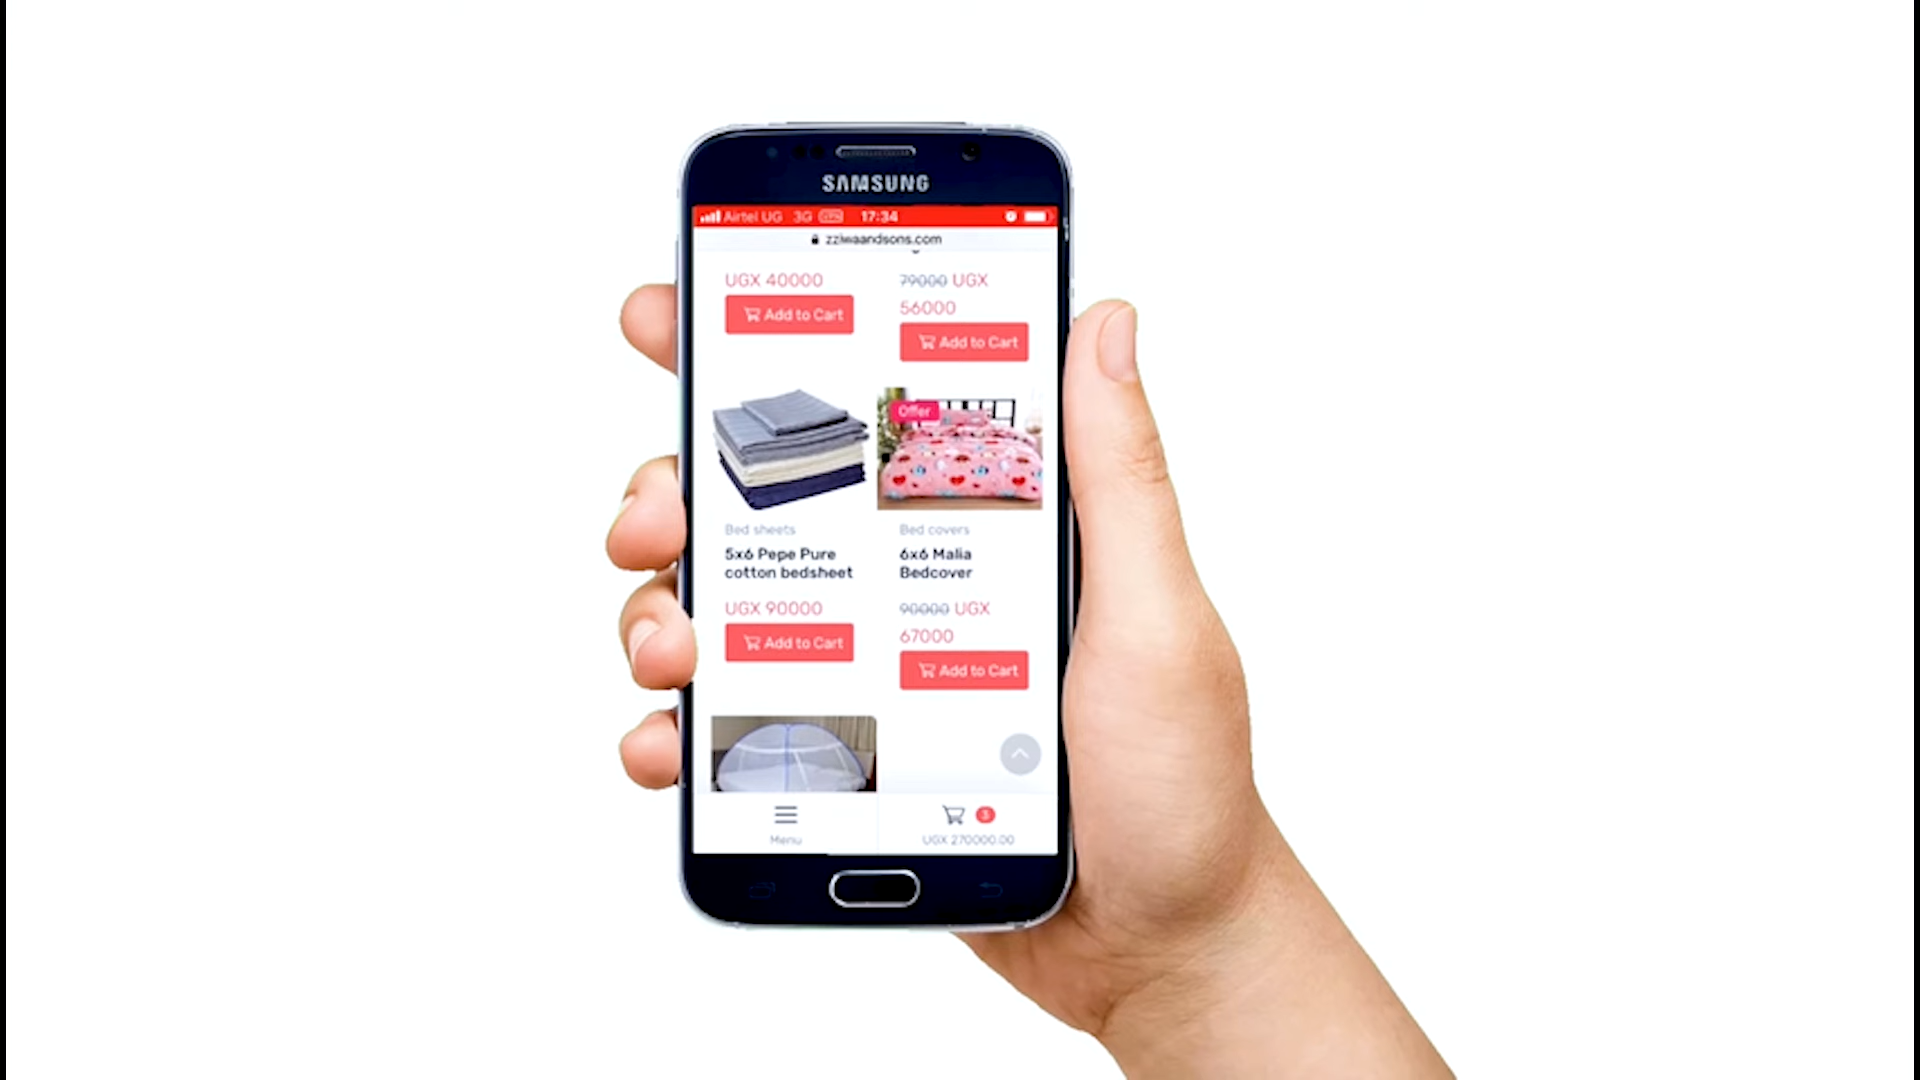 SAMSUNG
Airtel UG 3G VPN 17:34
zziwaandsons.com
UGX 40000
Add to Cart
79000 UGX
56000
Add to Cart
Offer
Bed sheets
5x6 Pepe Pure
cotton bedsheet
UGX 90000
Add to Cart
Bed covers
6x6 Malia
Bedcover
90000 UGX
67000
Add to Cart
Menu
3
UGX 270000.00